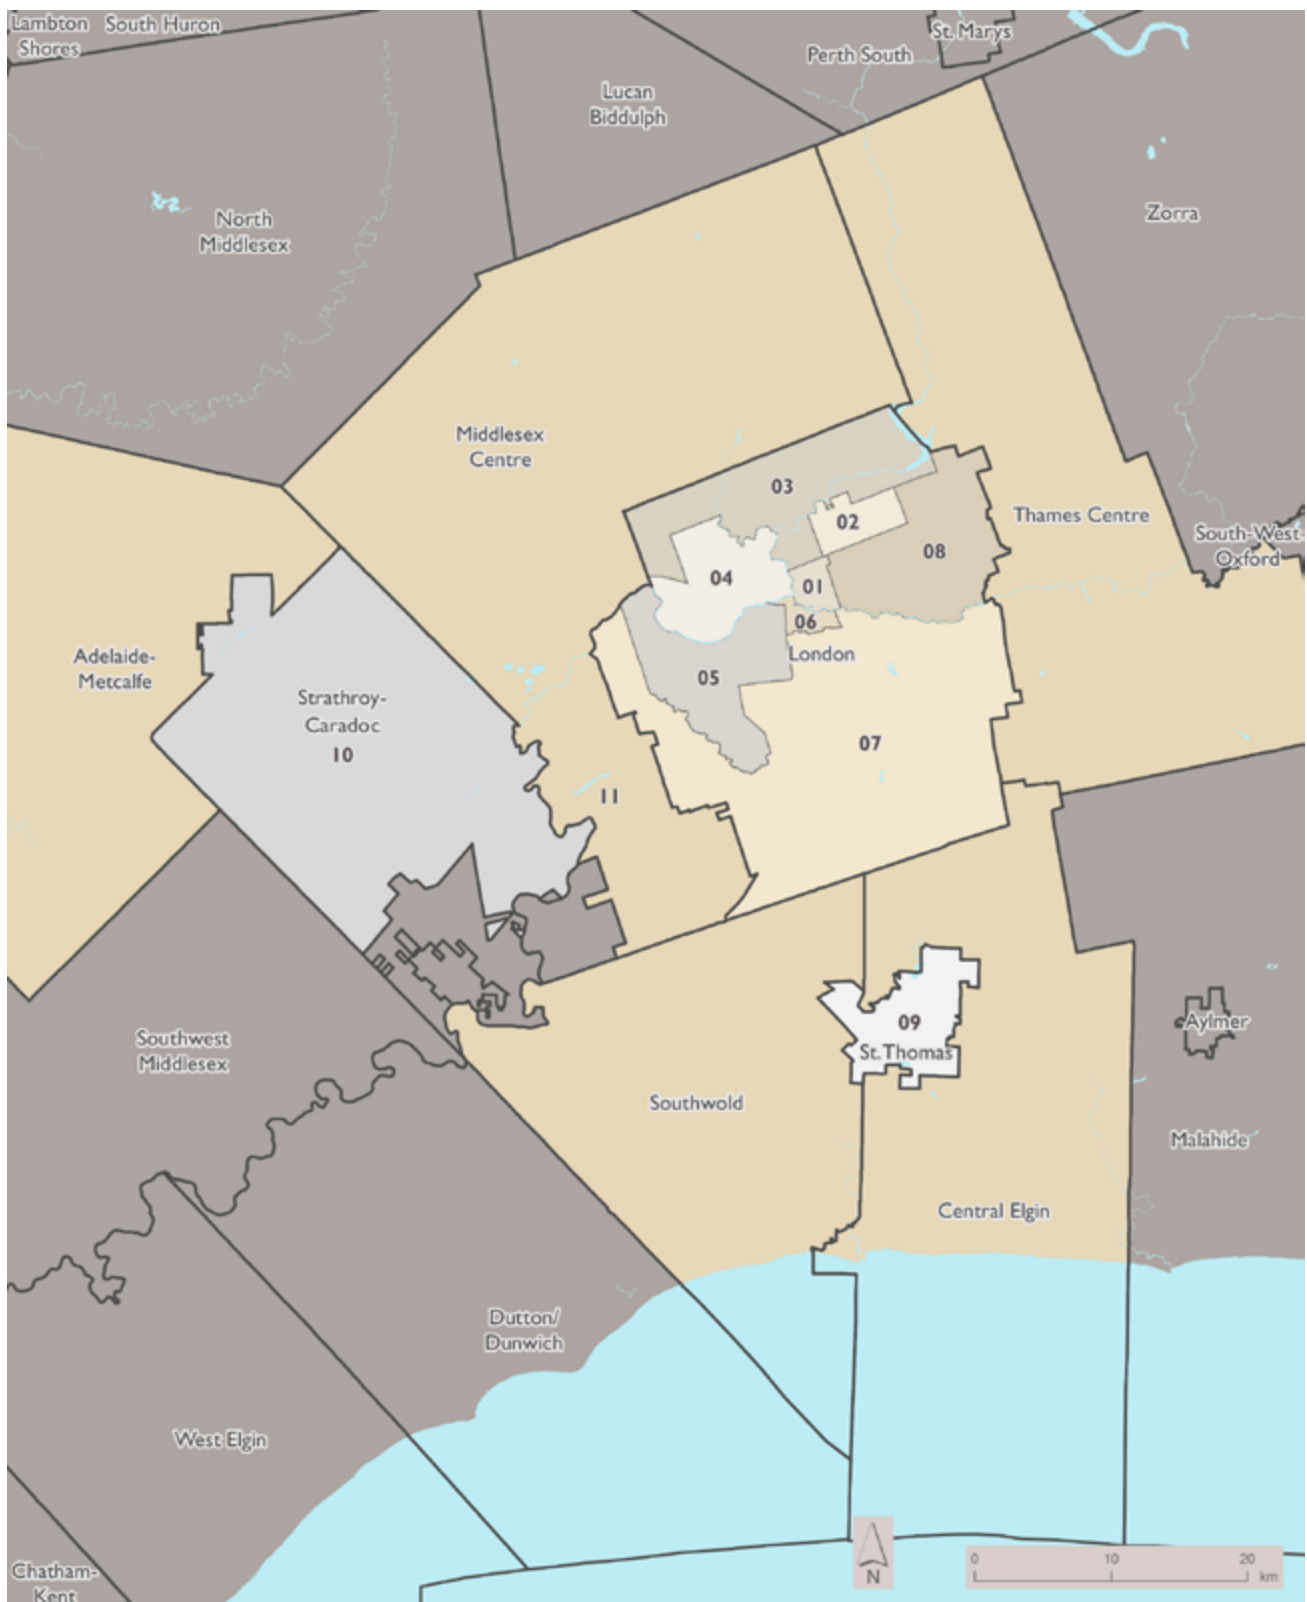 Lambton
Shores
South Huron
St. Marys
Perth South
Lucan
Biddulph
North
Middlesex
Zorra
Middlesex
Centre
03
02
Thames Centre
South-West
Oxford
08
04
01
06
London
Adelaide-
Metcalfe
05
Strathroy-
Caradoc
10
07
11
09
St. Thomas
Aylmer
Southwest
Middlesex
Southwold
Malahide
Central Elgin
Dutton/
Dunwich
West Elgin
Chatham-
Kent
N
0 10 20
km